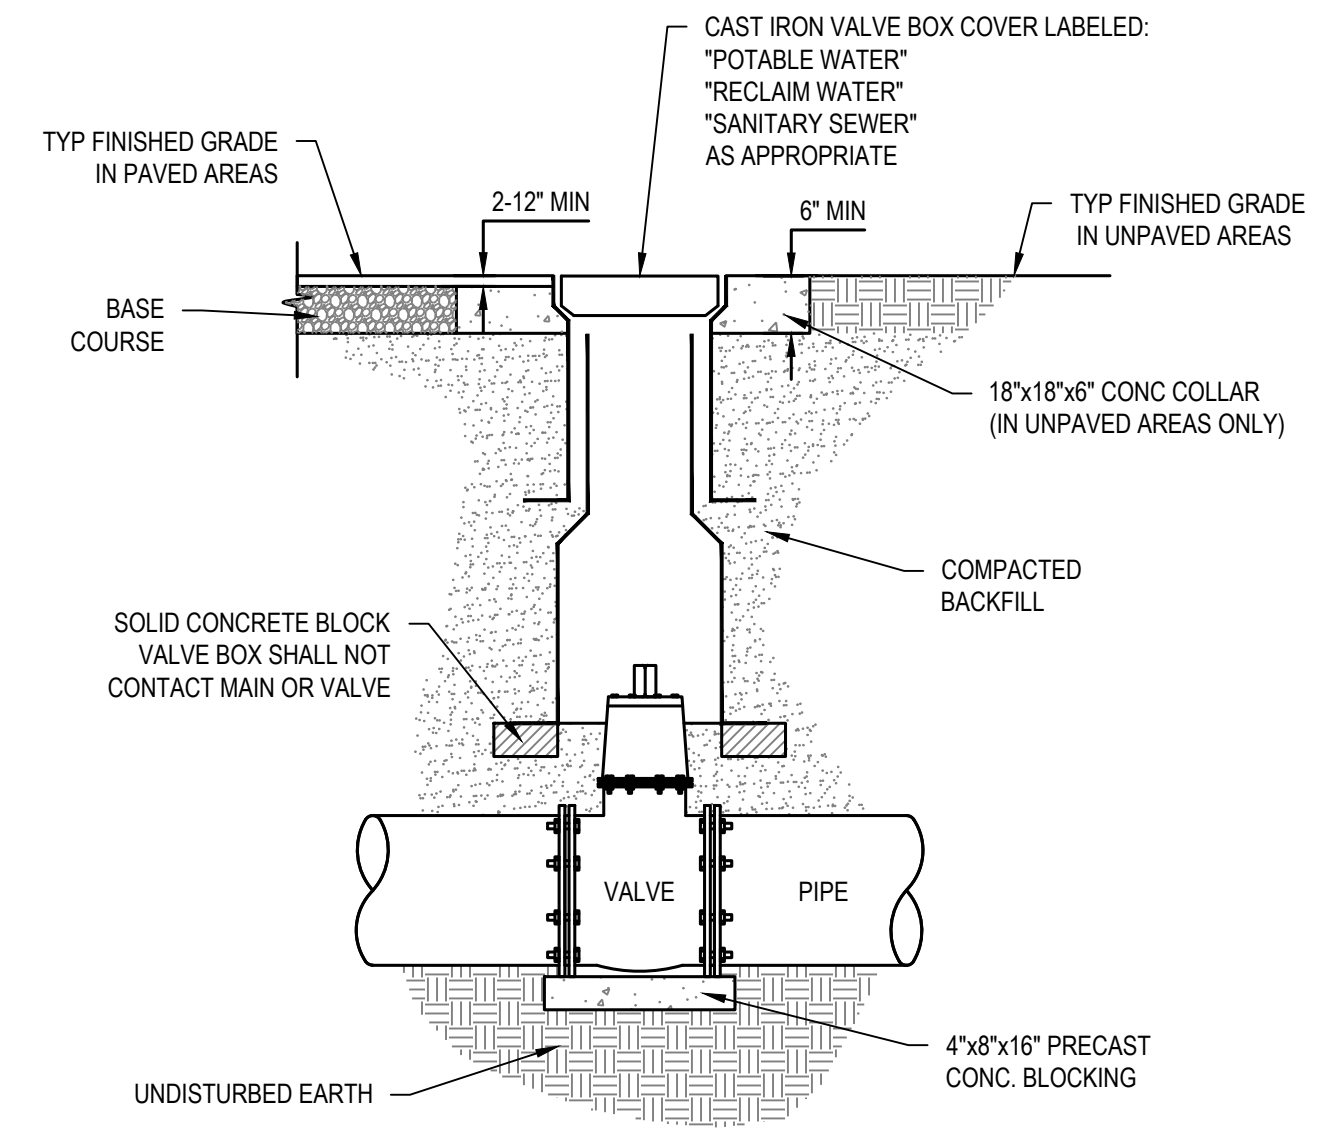 CAST IRON VALVE BOX COVER LABELED:
"POTABLE WATER"
"RECLAIM WATER"
"SANITARY SEWER"
AS APPROPRIATE
TYP FINISHED GRADE
IN PAVED AREAS
2-12" MIN
6" MIN
TYP FINISHED GRADE
IN UNPAVED AREAS
BASE
COURSE
18"x18"x6" CONC COLLAR
(IN UNPAVED AREAS ONLY)
COMPACTED
BACKFILL
SOLID CONCRETE BLOCK
VALVE BOX SHALL NOT
CONTACT MAIN OR VALVE
VALVE
PIPE
4"x8"x16" PRECAST
CONC. BLOCKING
UNDISTURBED EARTH